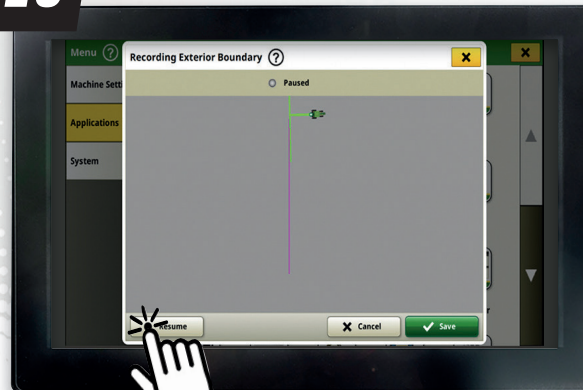 Menu ?
Recording Exterior Boundary ?
Machine Setti
Paused
Applications
System
Resume
Cancel
Save